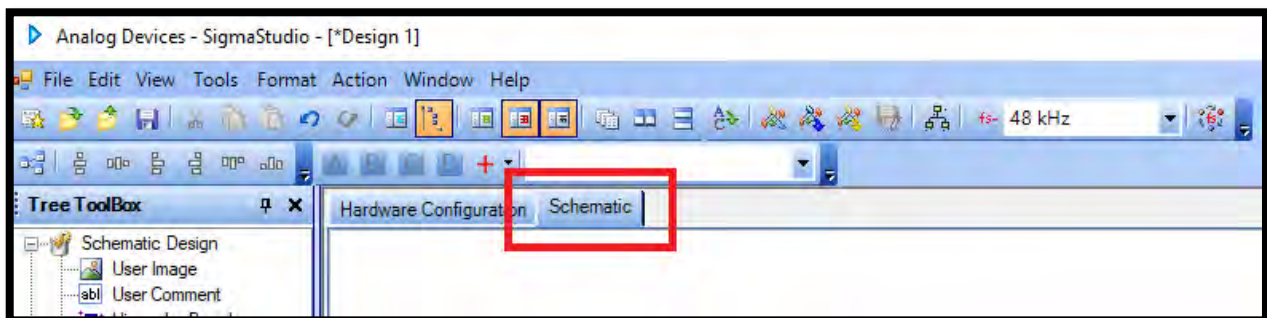 Analog Devices - SigmaStudio - [*Design 1]
File Edit View Tools Format Action Window Help
fs- 48 kHz
Tree ToolBox
Hardware Configuration Schematic
Schematic Design
User Image
abl User Comment